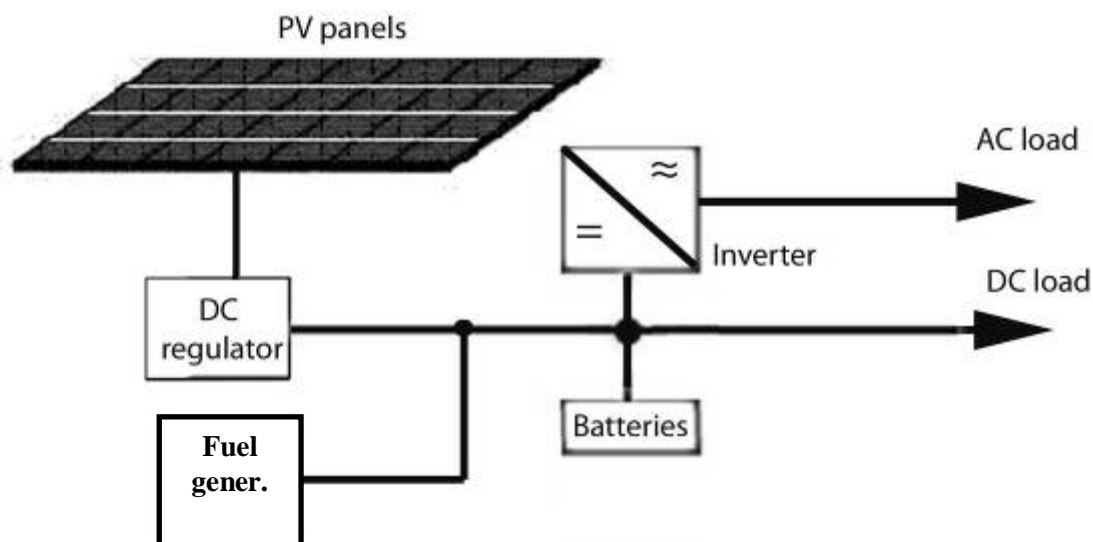 PV panels
AC load
≈
=
Inverter
DC load
DC
regulator
Batteries
Fuel
gener.